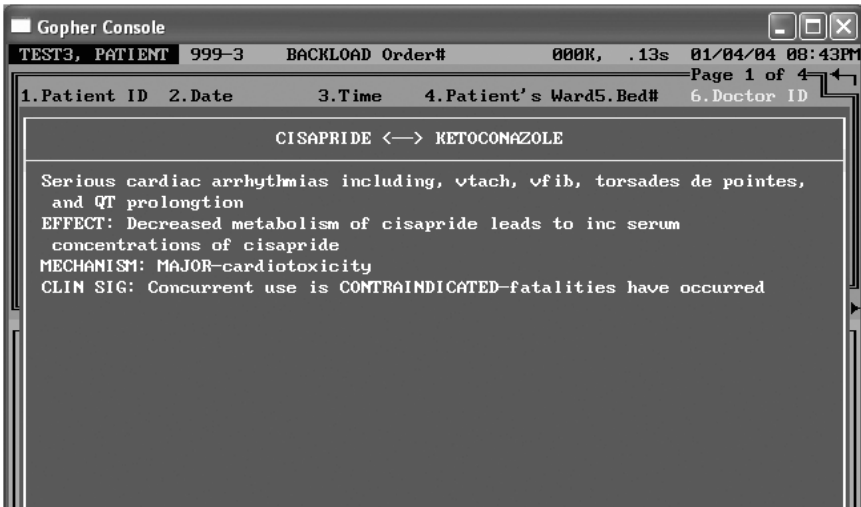 Gopher Console
TEST3, PATIENT 999-3 BACKLOAD Order# 000K, .13s 01/04/04 08:43PM
Page 1 of 4
1.Patient ID 2.Date 3.Time 4.Patient's Ward5.Bed# 6.Doctor ID
CISAPRIDE <—> KETOCONAZOLE
Serious cardiac arrhythmias including, vtach, vfib, torsades de pointes,
and QT prolongtion
EFFECT: Decreased metabolism of cisapride leads to inc serum
concentrations of cisapride
MECHANISM: MAJOR-cardiotoxicity
CLIN SIG: Concurrent use is CONTRAINDICATED-fatalities have occurred